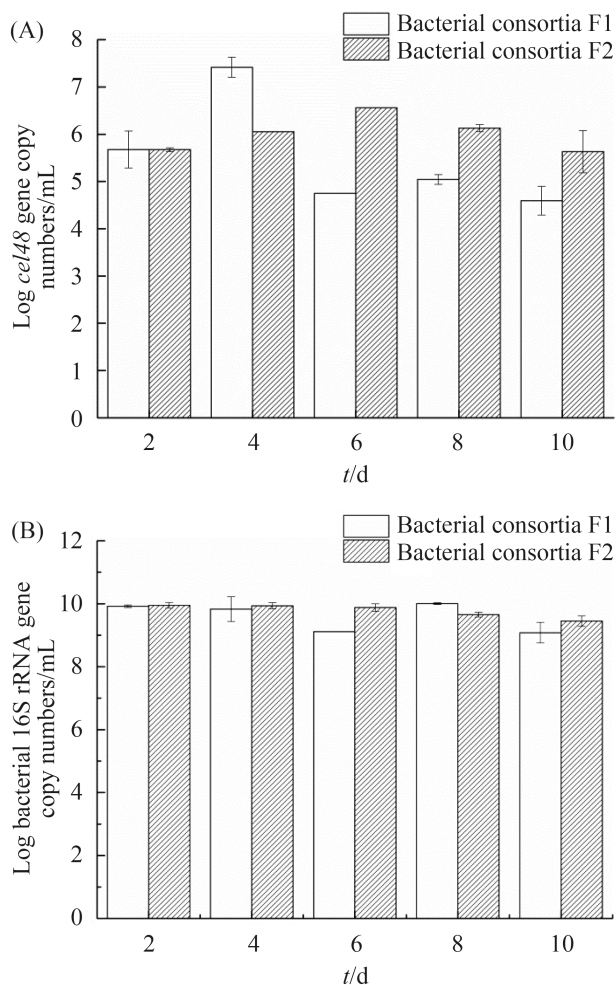 (A)
Bacterial consortia F1
Bacterial consortia F2
Log cel48 gene copy
numbers/mL
8
7
6
5
4
3
2
1
0
2 4 6 8 10
t/d
(B)
Bacterial consortia F1
Bacterial consortia F2
Log bacterial 16S rRNA gene
copy numbers/mL
12
10
8
6
4
2
0
2 4 6 8 10
t/d